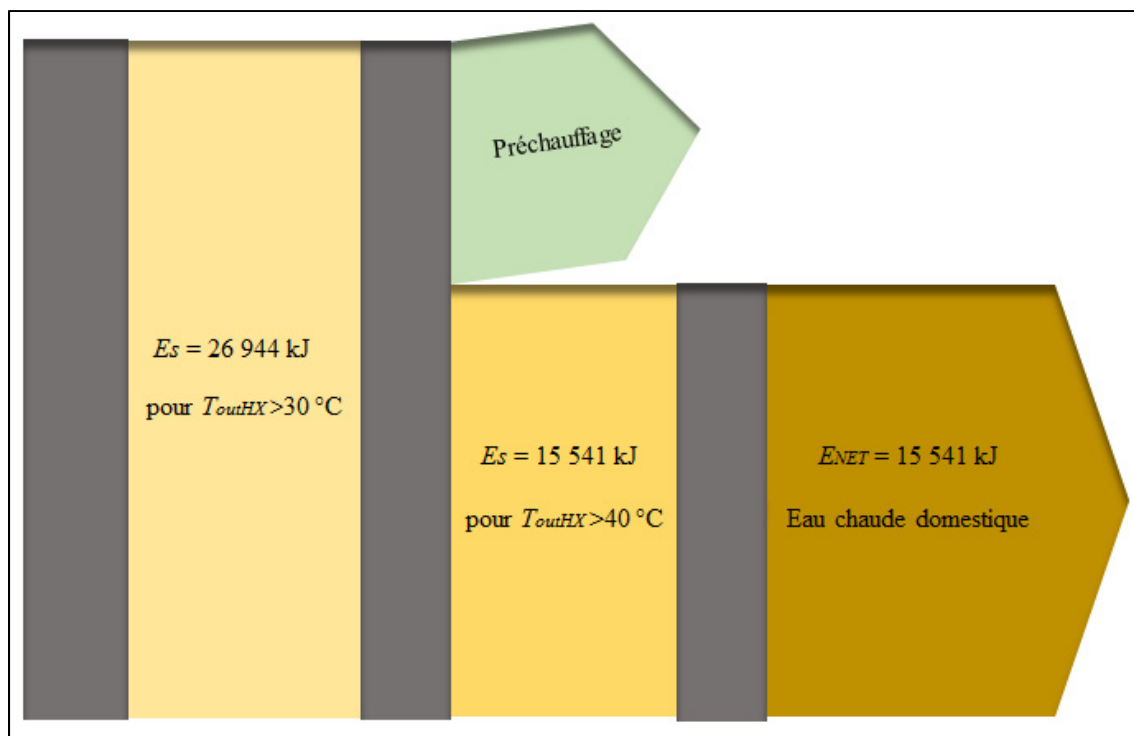 Préchauffage
Es = 26 944 kJ
pour ToutHX>30 °C
Es = 15 541 kJ
pour ToutHX>40 °C
ENET = 15 541 kJ
Eau chaude domestique